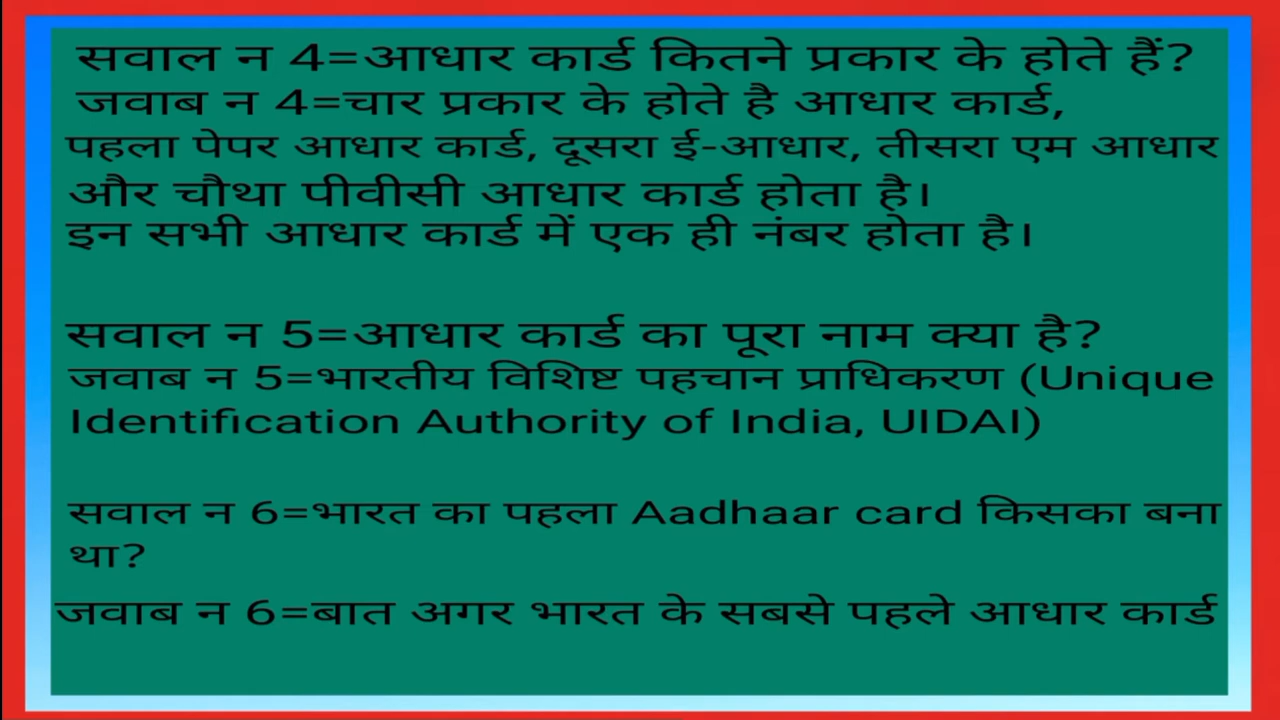 सवाल न 4=आधार कार्ड कितने प्रकार के होते हैं?
जवाब न 4=चार प्रकार के होते है आधार कार्ड,
पहला पेपर आधार कार्ड, दूसरा ई-आधार, तीसरा एम आधार
और चौथा पीवीसी आधार कार्ड होता है।
इन सभी आधार कार्ड में एक ही नंबर होता है।
सवाल न 5=आधार कार्ड का पूरा नाम क्या है?
जवाब न 5=भारतीय विशिष्ट पहचान प्राधिकरण (Unique
Identification Authority of India, UIDAI)
सवाल न 6=भारत का पहला Aadhaar card किसका बना
था?
जवाब न 6=बात अगर भारत के सबसे पहले आधार कार्ड